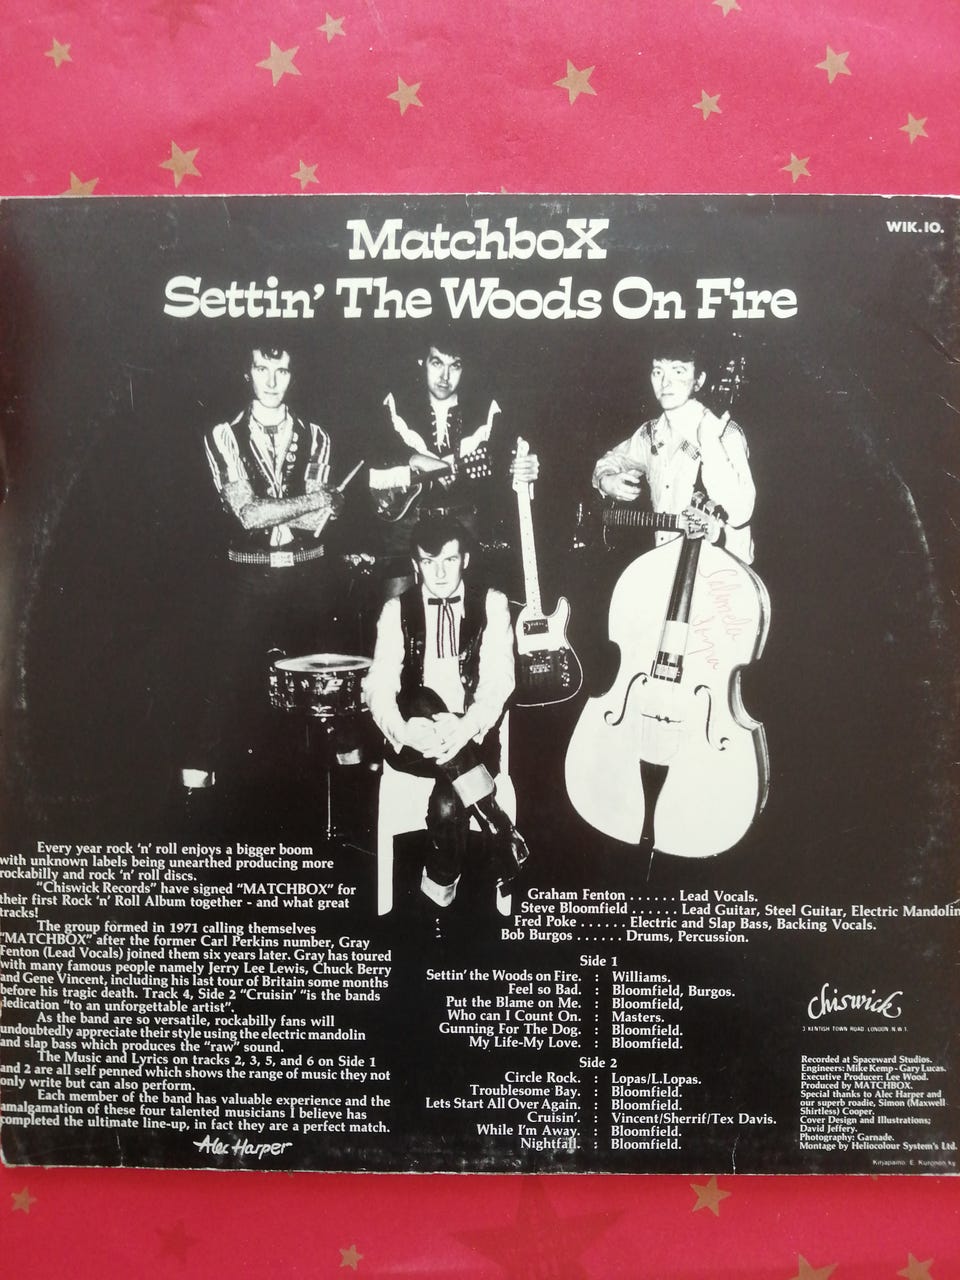 MatchboX
WIK.10.
Settin' The Woods On Fire
Salmela
Every year rock 'n' roll enjoys a bigger boom
with unknown labels being unearthed producing more
rockabilly and rock 'n' roll discs.
"Chiswick Records" have signed "MATCHBOX" for
their first Rock 'n' Roll Album together - and what great
tracks!
The group formed in 1971 calling themselves
"MATCHBOX" after the former Carl Perkins number, Gray
Fenton (Lead Vocals) joined them six years later. Gray has toured
with many famous people namely Jerry Lee Lewis, Chuck Berry
and Gene Vincent, including his last tour of Britain some months
before his tragic death. Track 4, Side 2 "Cruisin' "is the bands
dedication "to an unforgettable artist".
As the band are so versatile, rockabilly fans will
undoubtedly appreciate their style using the electric mandolin
and slap bass which produces the "raw" sound.
The Music and Lyrics on tracks 2, 3, 5, and 6 on Side 1
and 2 are all self penned which shows the range of music they not
only write but can also perform.
Each member of the band has valuable experience and the
amalgamation of these four talented musicians I believe has
completed the ultimate line-up, in fact they are a perfect match.
Alec Harper
Graham Fenton . . . . . . Lead Vocals.
Steve Bloomfield . . . . . . Lead Guitar, Steel Guitar, Electric Mandolin
Fred Poke . . . . . . Electric and Slap Bass, Backing Vocals.
Bob Burgos . . . . . . Drums, Percussion.
Side 1
Settin' the Woods on Fire. : Williams.
Feel so Bad. : Bloomfield, Burgos.
Put the Blame on Me. : Bloomfield,
Who can I Count On. : Masters.
Gunning For The Dog. : Bloomfield.
My Life-My Love. : Bloomfield.
Side 2
Circle Rock. : Lopas/L.Lopas.
Troublesome Bay. : Bloomfield.
Lets Start All Over Again. : Bloomfield.
Cruisin'. : Vincent/Sherrif/Tex Davis.
While I'm Away. : Bloomfield.
Nightfall. : Bloomfield.
chiswick
3 KENTISH TOWN ROAD. LONDON N.W.1.
Recorded at Spaceward Studios.
Engineers: Mike Kemp - Gary Lucas.
Executive Producer: Lee Wood.
Produced by MATCHBOX.
Special thanks to Alec Harper and
our superb roadie, Simon (Maxwell
Shirtless) Cooper.
Cover Design and Illustrations;
David Jeffery.
Photography: Garnade.
Montage by Heliocolour System's Ltd.
Kirjapaino: E. Kuronen ky